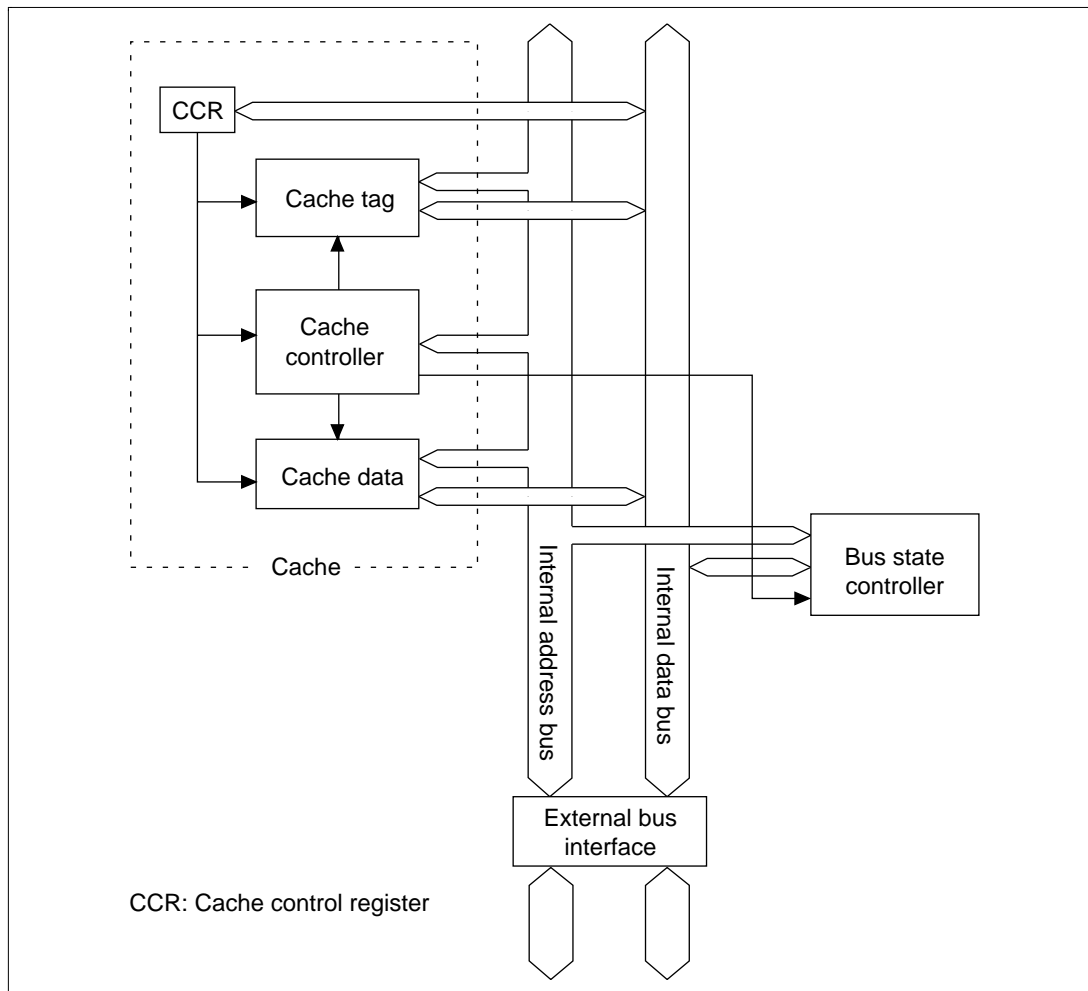 CCR
Cache tag
Cache
controller
Cache data
Cache
Internal address bus
Internal data bus
Bus state
controller
External bus
interface
CCR: Cache control register